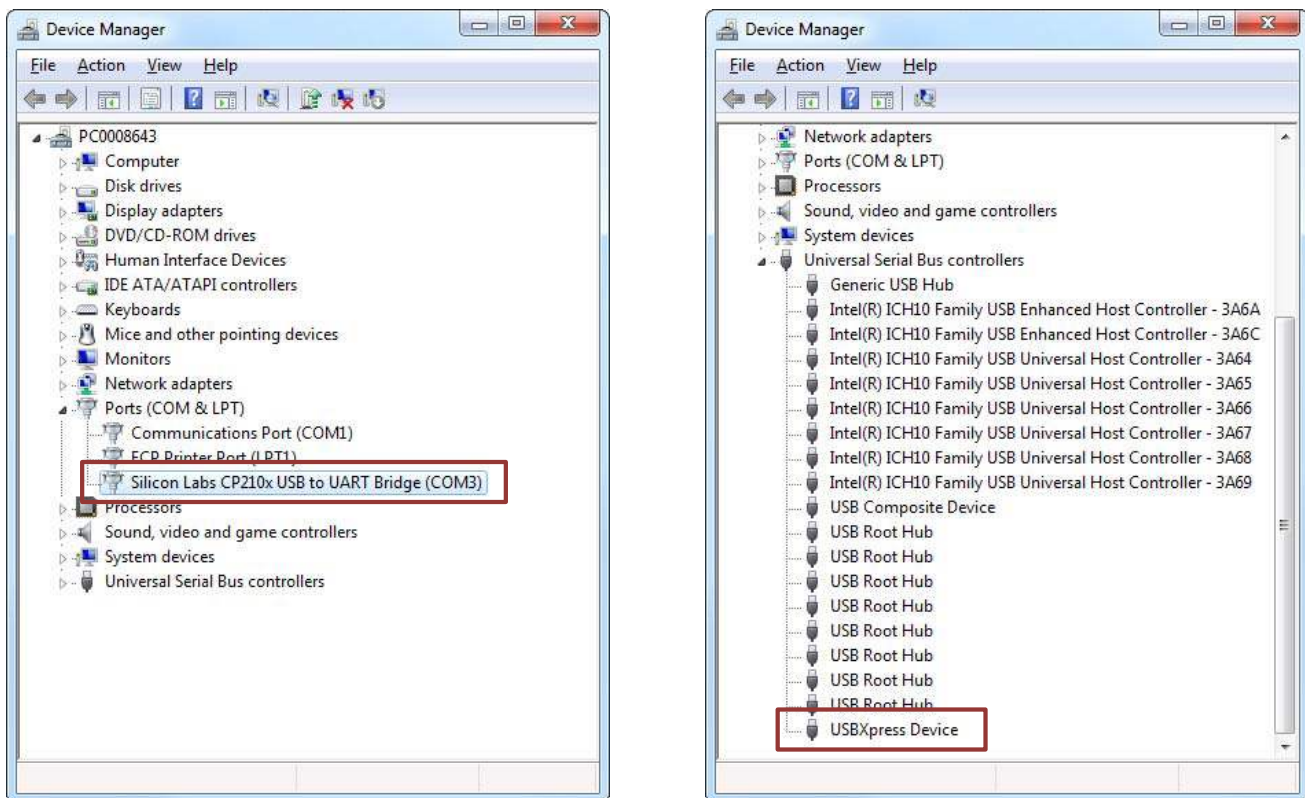 Device Manager
File Action View Help
PC0008643
Computer
Disk drives
Display adapters
DVD/CD-ROM drives
Human Interface Devices
IDE ATA/ATAPI controllers
Keyboards
Mice and other pointing devices
Monitors
Network adapters
Ports (COM & LPT)
Communications Port (COM1)
ECP Printer Port (LPT1)
Silicon Labs CP210x USB to UART Bridge (COM3)
Processors
Sound, video and game controllers
System devices
Universal Serial Bus controllers
Device Manager
File Action View Help
Network adapters
Ports (COM & LPT)
Processors
Sound, video and game controllers
System devices
Universal Serial Bus controllers
Generic USB Hub
Intel(R) ICH10 Family USB Enhanced Host Controller - 3A6A
Intel(R) ICH10 Family USB Enhanced Host Controller - 3A6C
Intel(R) ICH10 Family USB Universal Host Controller - 3A64
Intel(R) ICH10 Family USB Universal Host Controller - 3A65
Intel(R) ICH10 Family USB Universal Host Controller - 3A66
Intel(R) ICH10 Family USB Universal Host Controller - 3A67
Intel(R) ICH10 Family USB Universal Host Controller - 3A68
Intel(R) ICH10 Family USB Universal Host Controller - 3A69
USB Composite Device
USB Root Hub
USB Root Hub
USB Root Hub
USB Root Hub
USB Root Hub
USB Root Hub
USB Root Hub
USB Root Hub
USBXpress Device